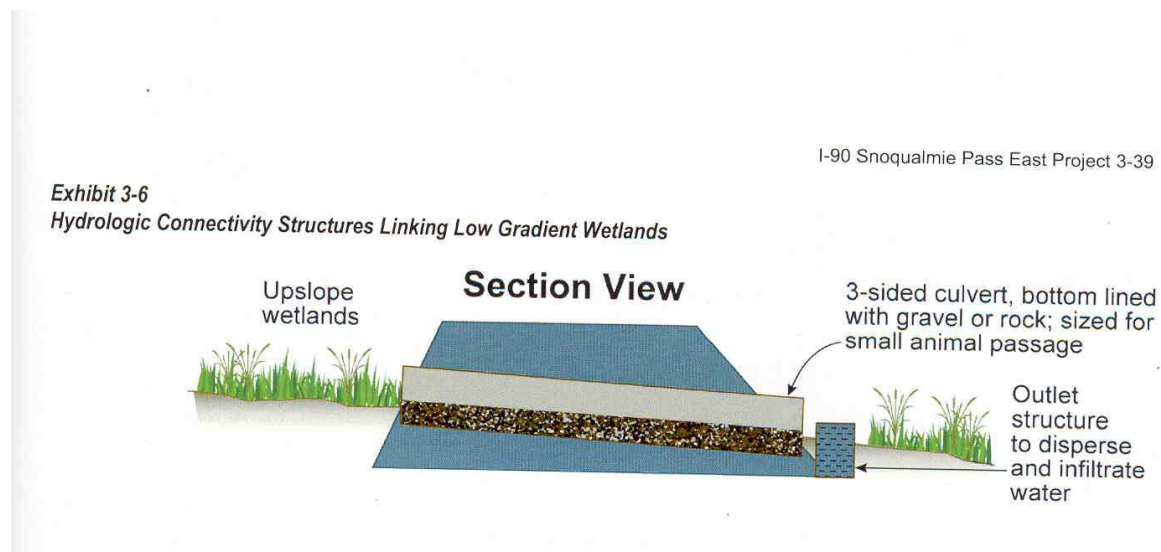 I-90 Snoqualmie Pass East Project 3-39
Exhibit 3-6
Hydrologic Connectivity Structures Linking Low Gradient Wetlands
Section View
Upslope
wetlands
3-sided culvert, bottom lined
with gravel or rock; sized for
small animal passage
Outlet
structure
to disperse
and infiltrate
water